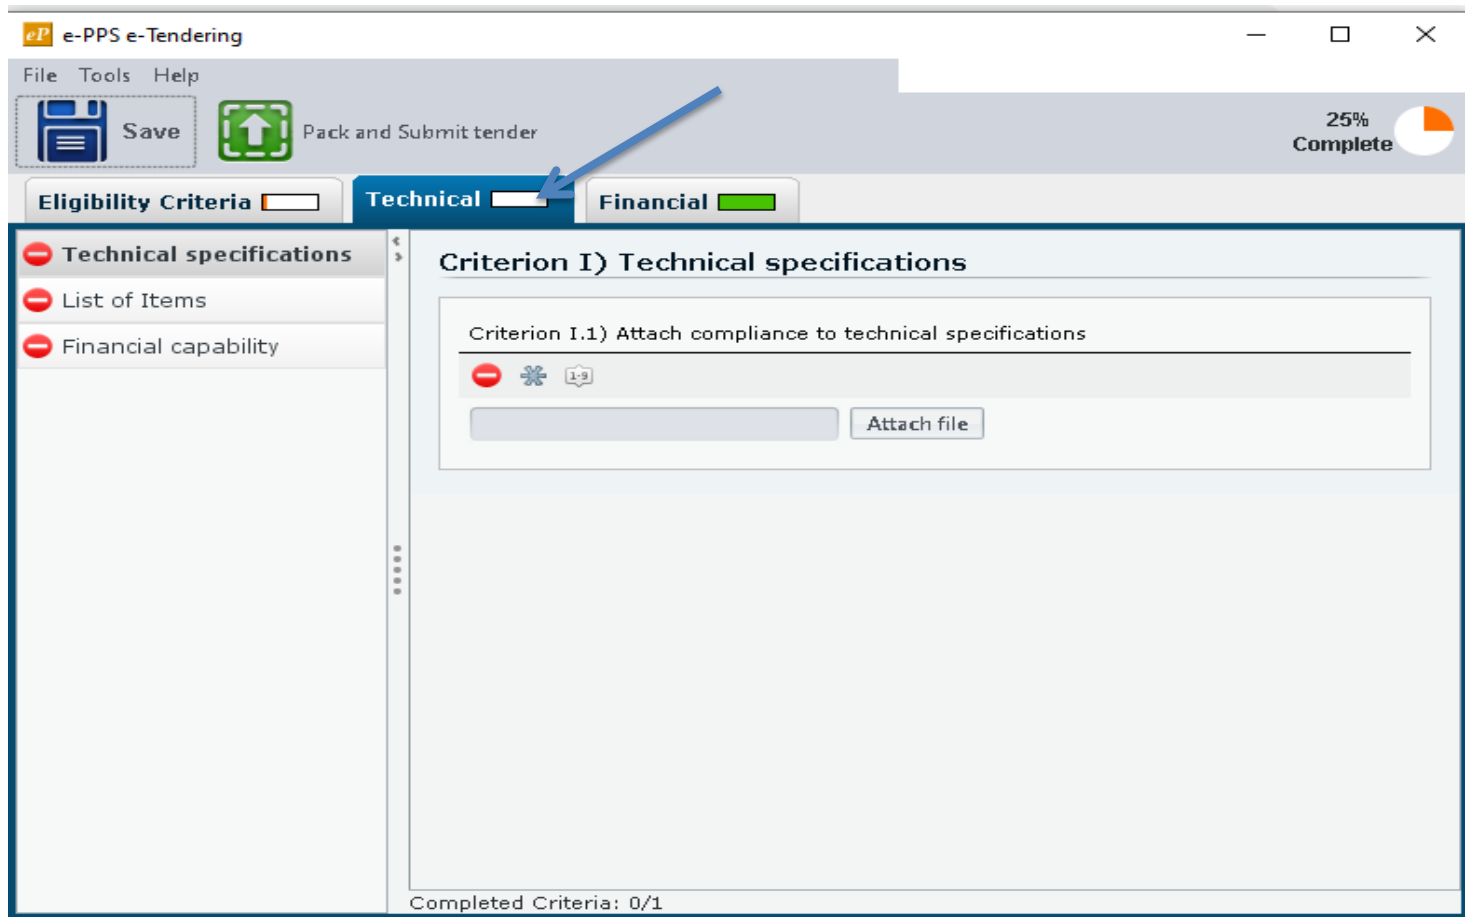 eP e-PPS e-Tendering
File Tools Help
Save Pack and Submit tender
25%
Complete
Eligibility Criteria Technical Financial
Technical specifications
List of Items
Financial capability
Criterion I) Technical specifications
Criterion I.1) Attach compliance to technical specifications
1-9
Attach file
Completed Criteria: 0/1